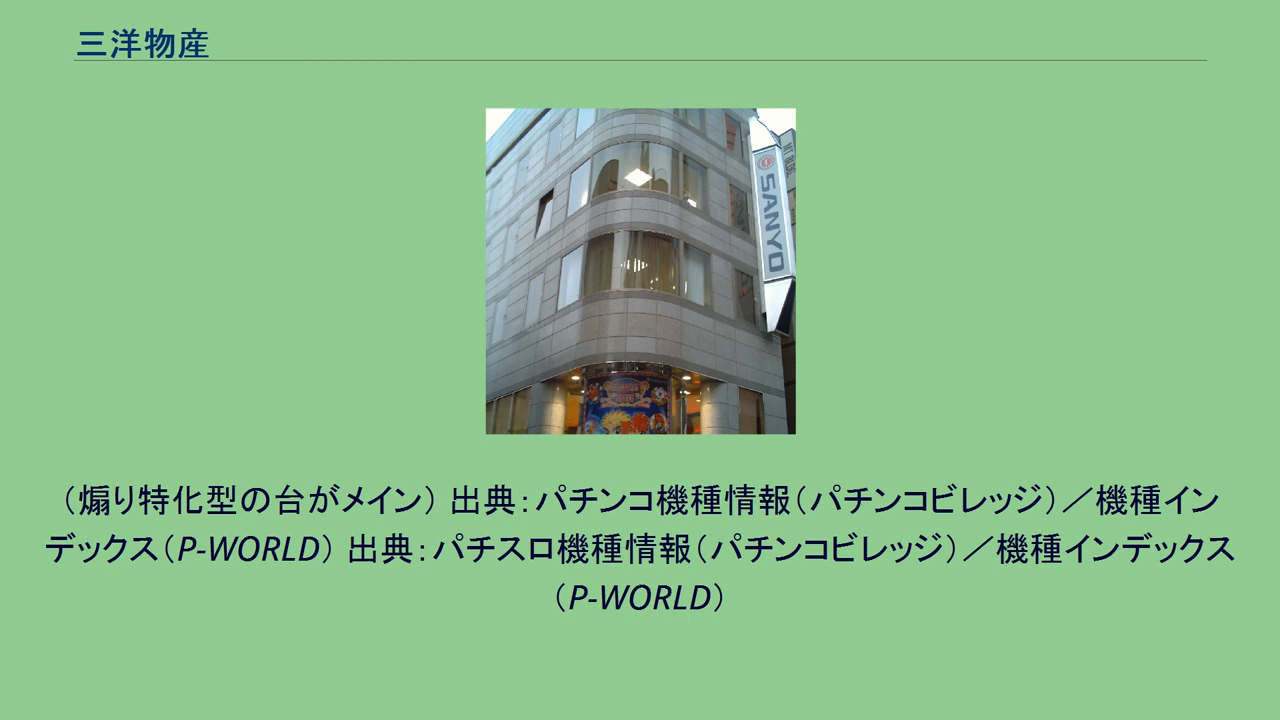 三洋物産
SANYO
（煽り特化型の台がメイン） 出典：パチンコ機種情報（パチンコビレッジ）／機種イン
デックス（P-WORLD） 出典：パチスロ機種情報（パチンコビレッジ）／機種インデックス
（P-WORLD）